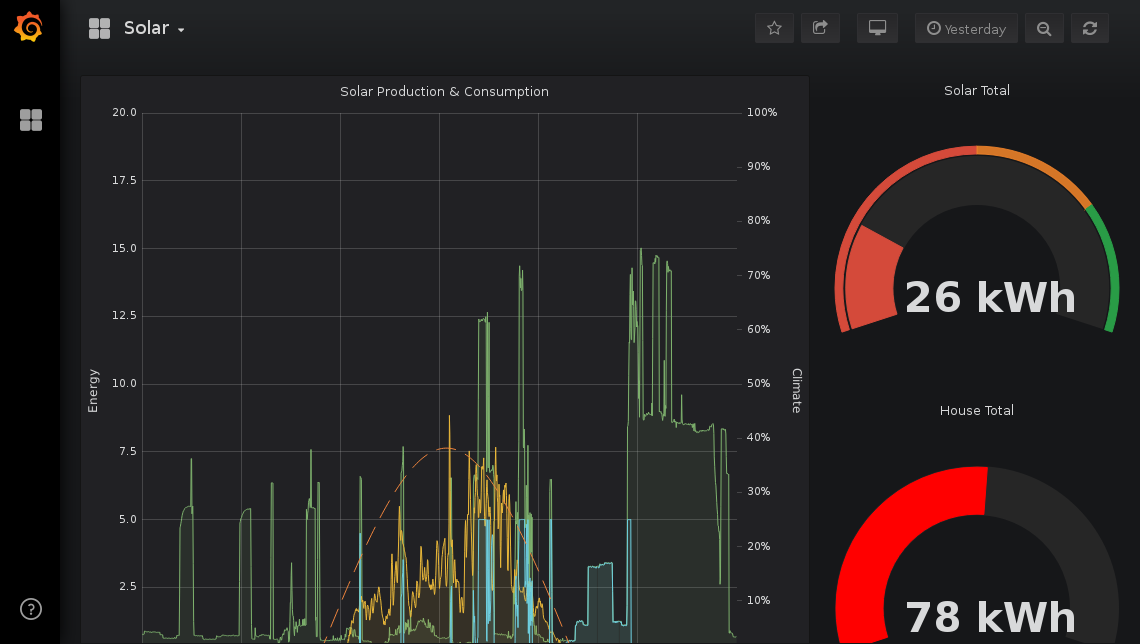 Solar
Yesterday
Solar Production & Consumption
20.0
17.5
15.0
12.5
10.0
7.5
5.0
2.5
Energy
100%
90%
80%
70%
60%
50%
40%
30%
20%
10%
Climate
Solar Total
26 kWh
House Total
78 kWh
?